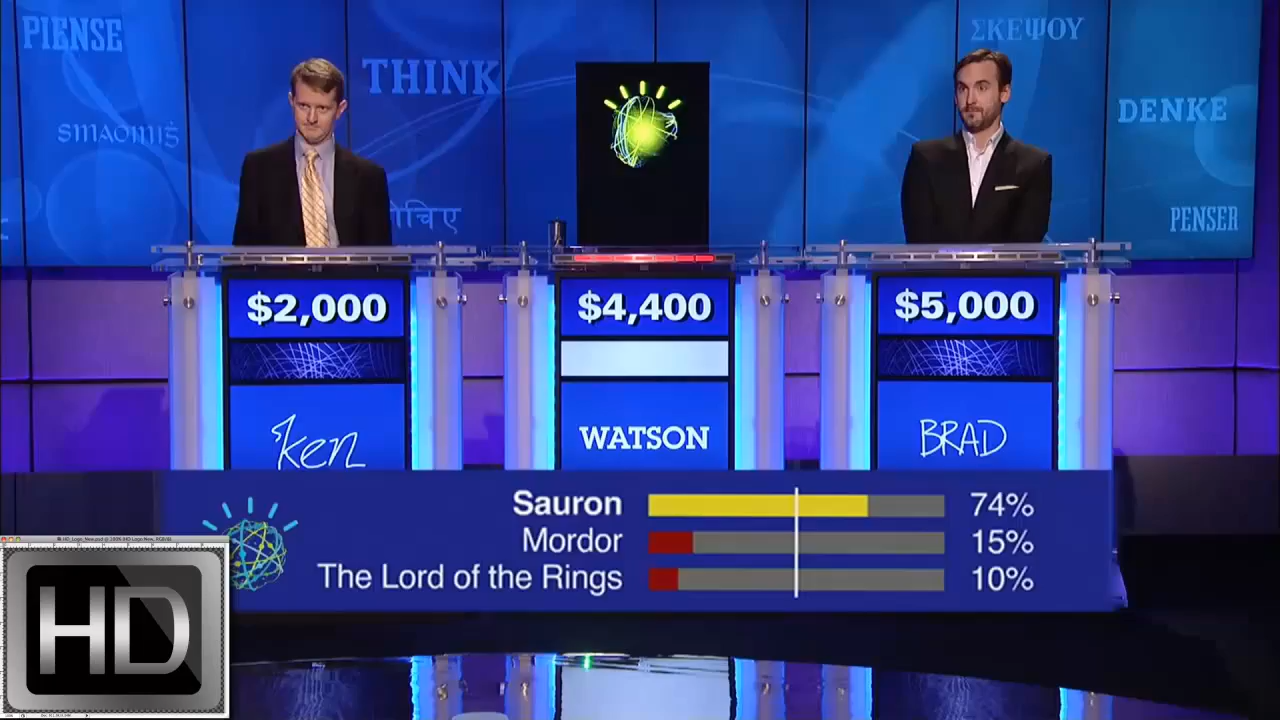 PIENSE
THINK
ΣΚΕΨΟΥ
DENKE
PENSER
$2,000
$4,400
$5,000
Ken
WATSON
BRAD
Sauron 74%
Mordor 15%
The Lord of the Rings 10%
HD